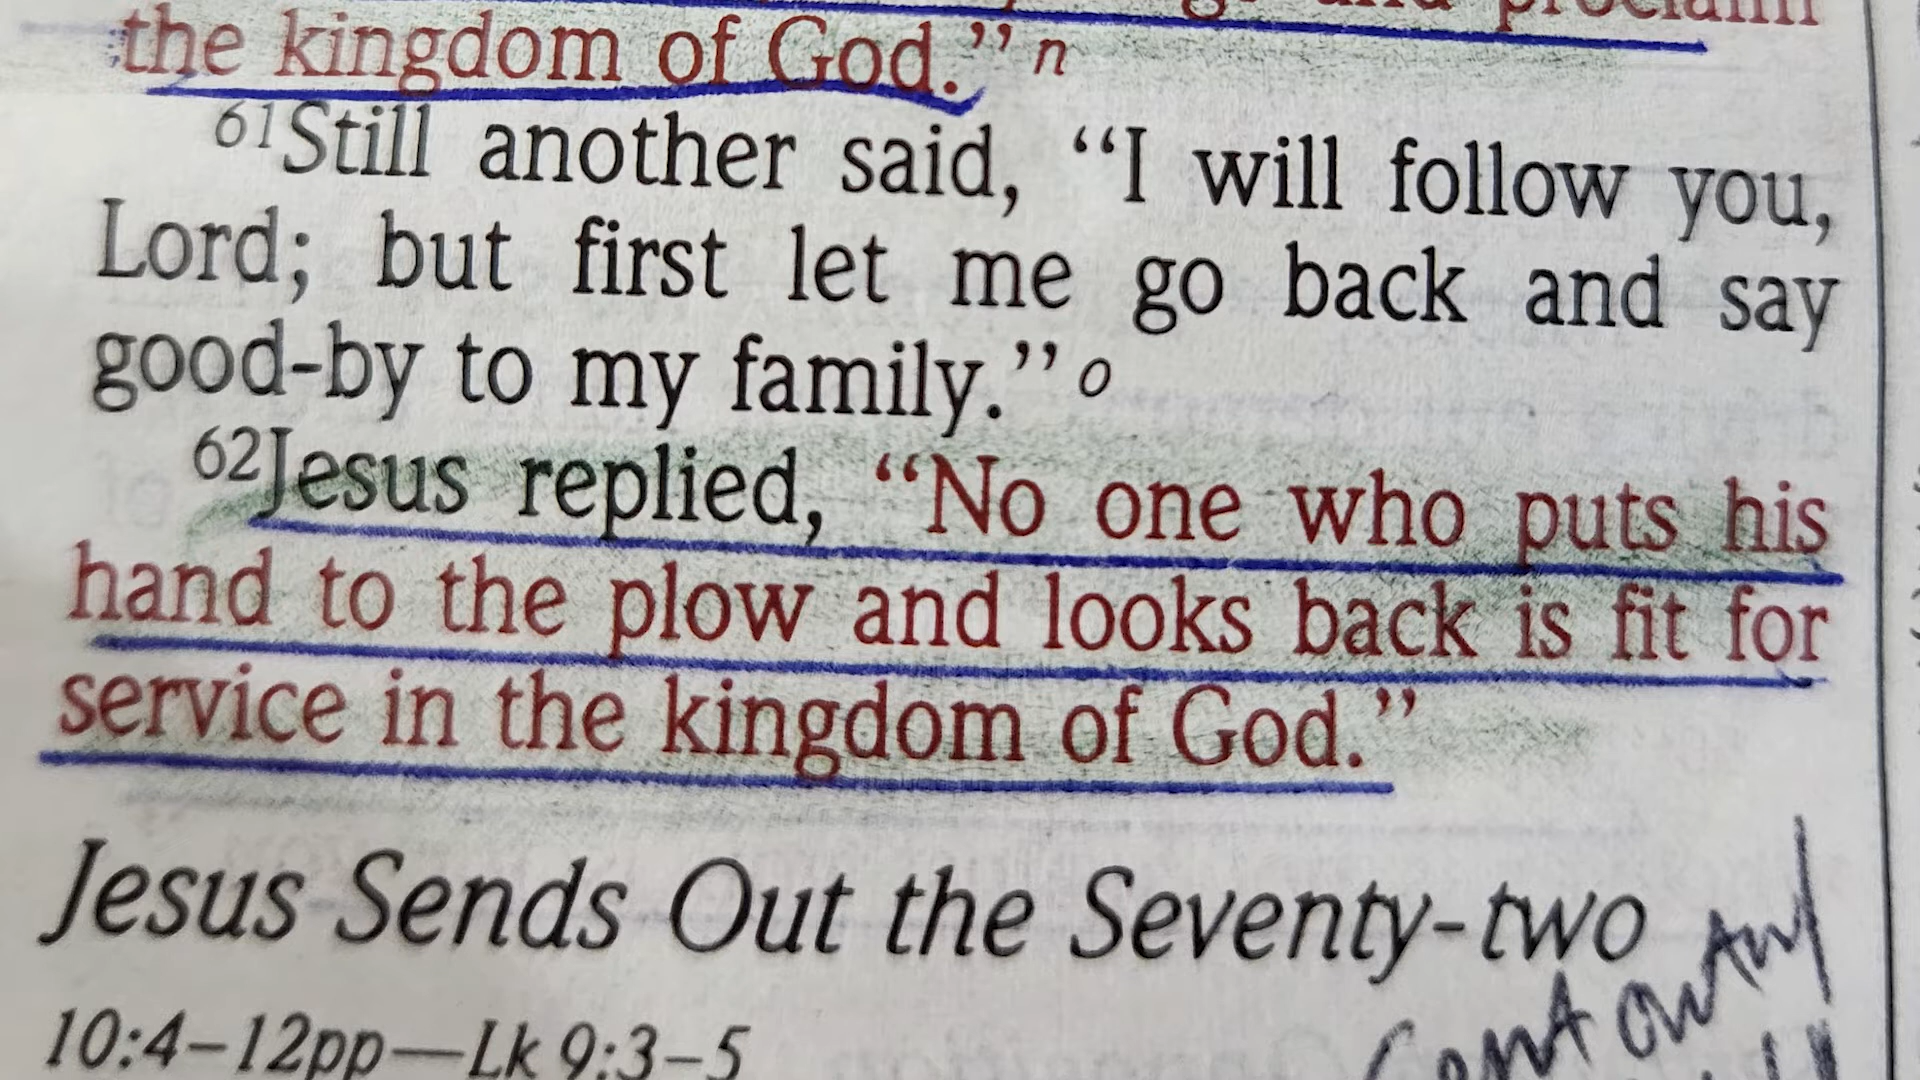 proclaim
the kingdom of God.” n
61Still another said, “I will follow you,
Lord; but first let me go back and say
good-by to my family.” o
62Jesus replied, “No one who puts his
hand to the plow and looks back is fit for
service in the kingdom of God.”
Jesus Sends Out the Seventy-two
10:4–12pp—Lk 9:3–5